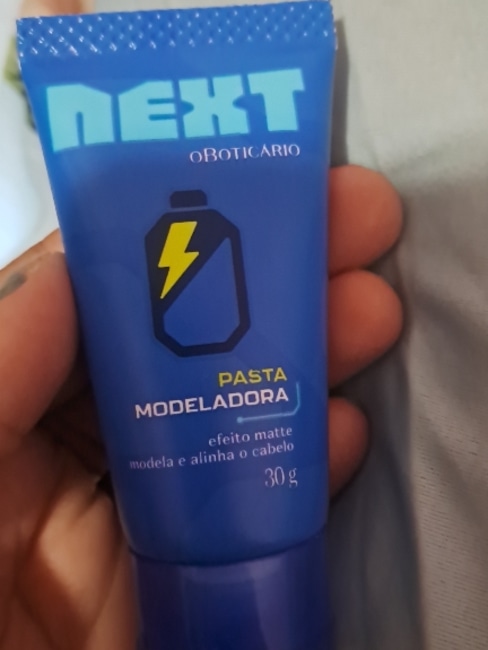 NEXT
OBOTICÁRIO
PASTA
MODELADORA
efeito matte
modela e alinha o cabelo
30g